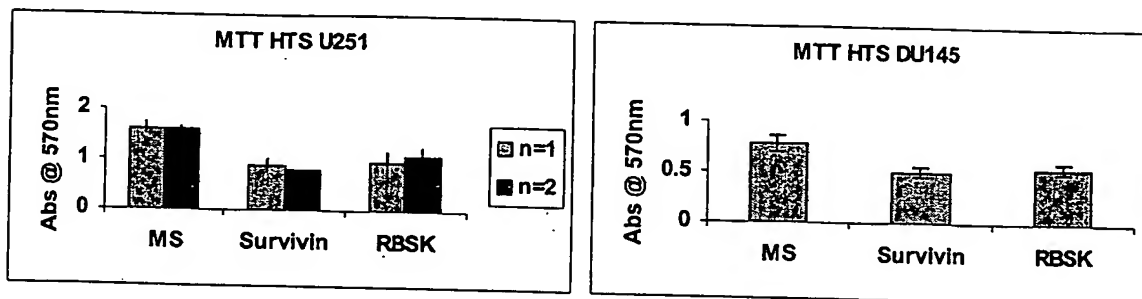 MTT HTS U251
Abs @ 570nm
2
1
0
MS Survivin RBSK
n=1
n=2
MTT HTS DU145
Abs @ 570nm
1
0.5
0
MS Survivin RBSK